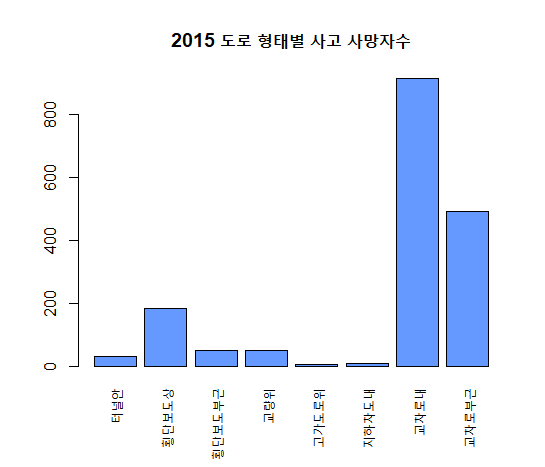 2015 도로 형태별 사고 사망자수
800
600
400
200
0
터널안
횡단보도상
횡단보도부근
교량위
고가도로위
지하차도내
교차로내
교차로부근